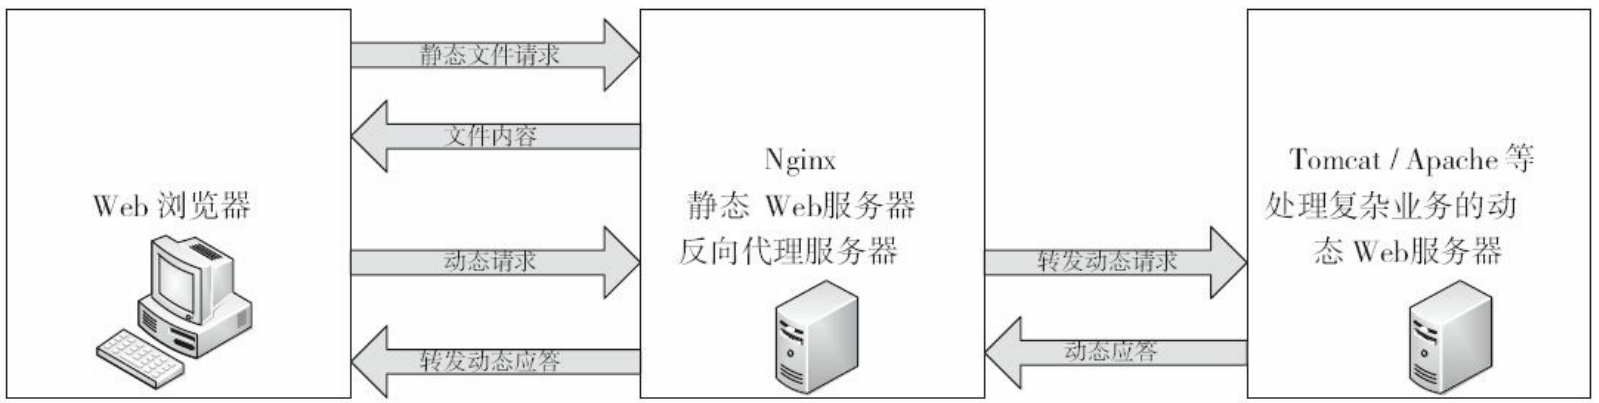 静态文件请求
文件内容
Web 浏览器
动态请求
转发动态应答
Nginx
静态 Web服务器
反向代理服务器
转发动态请求
动态应答
Tomcat / Apache 等
处理复杂业务的动
态 Web服务器